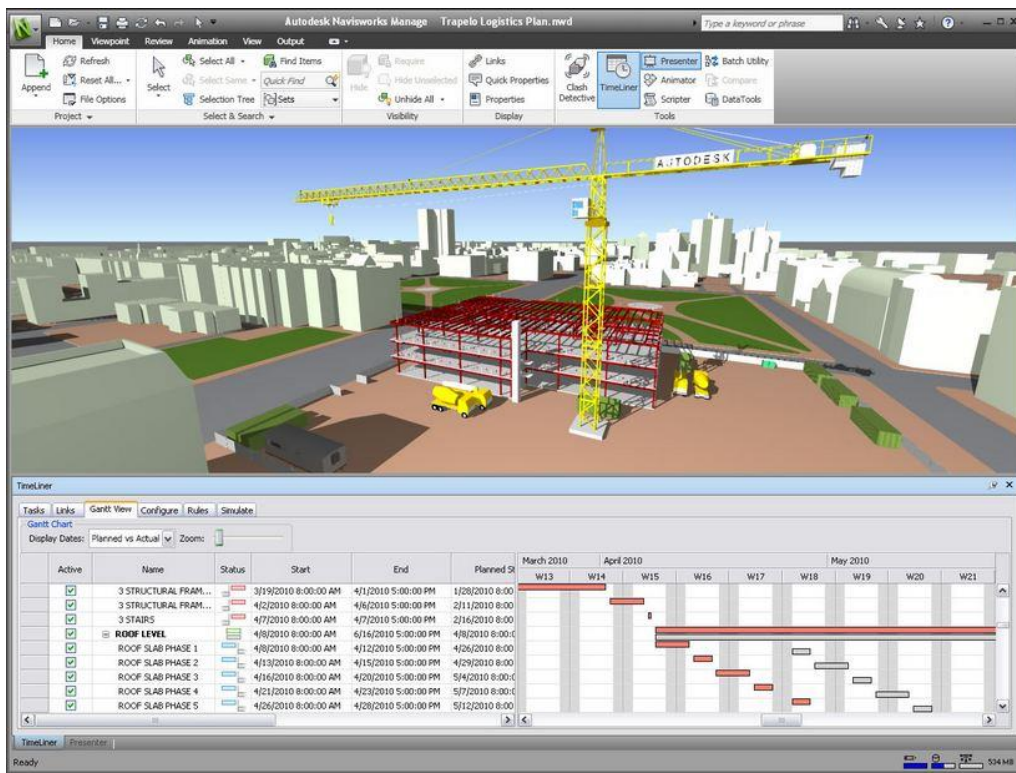 Autodesk Navisworks Manage Trapelo Logistics Plan.nwd
Type a keyword or phrase
Home Viewpoint Review Animation View Output
Append
Refresh
Reset All...
File Options
Project
Select
Select All
Select Same
Selection Tree
Find Items
Quick Find
Sets
Select & Search
Hide
Require
Hide Unselected
Unhide All
Visibility
Links
Quick Properties
Properties
Display
Clash Detective
TimeLiner
Presenter
Animator
Scripter
Batch Utility
Compare
DataTools
Tools
AUTODESK
TimeLiner
Tasks Links Gantt View Configure Rules Simulate
Gantt Chart
Display Dates: Planned vs Actual Zoom:
Active Name Status Start End Planned St
March 2010 April 2010 May 2010
W13 W14 W15 W16 W17 W18 W19 W20 W21
3 STRUCTURAL FRAM... 3/19/2010 8:00:00 AM 4/1/2010 5:00:00 PM 1/28/2010 8:00
3 STRUCTURAL FRAM... 4/2/2010 8:00:00 AM 4/6/2010 5:00:00 PM 2/11/2010 8:00
3 STAIRS 4/7/2010 8:00:00 AM 4/7/2010 5:00:00 PM 2/16/2010 8:00
ROOF LEVEL 4/8/2010 8:00:00 AM 6/16/2010 5:00:00 PM 4/8/2010 8:00:0
ROOF SLAB PHASE 1 4/8/2010 8:00:00 AM 4/12/2010 5:00:00 PM 4/26/2010 8:00
ROOF SLAB PHASE 2 4/13/2010 8:00:00 AM 4/15/2010 5:00:00 PM 4/29/2010 8:00
ROOF SLAB PHASE 3 4/16/2010 8:00:00 AM 4/20/2010 5:00:00 PM 5/4/2010 8:00:0
ROOF SLAB PHASE 4 4/21/2010 8:00:00 AM 4/23/2010 5:00:00 PM 5/7/2010 8:00:0
ROOF SLAB PHASE 5 4/26/2010 8:00:00 AM 4/28/2010 5:00:00 PM 5/12/2010 8:00
TimeLiner Presenter
Ready
534 MB